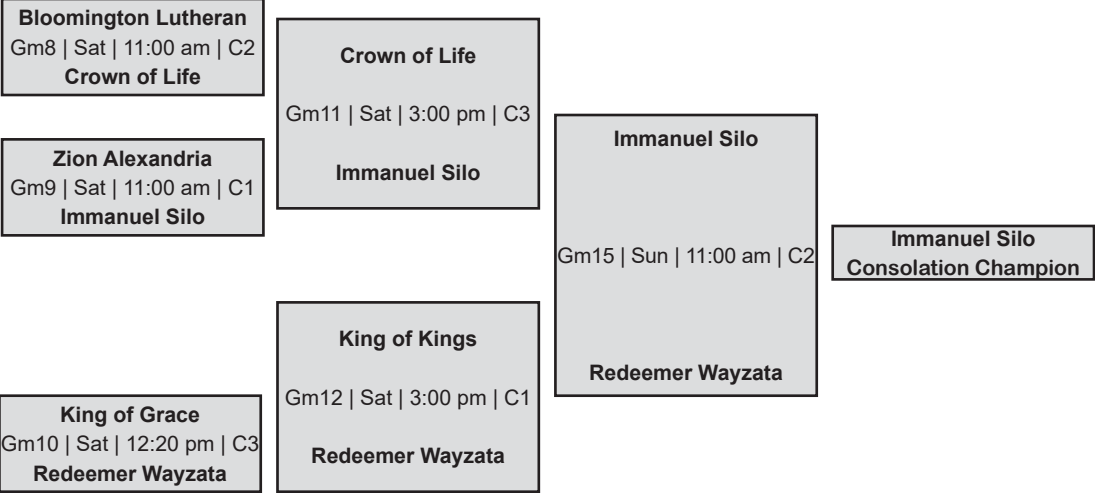 Bloomington Lutheran
Gm8 | Sat | 11:00 am | C2
Crown of Life
Zion Alexandria
Gm9 | Sat | 11:00 am | C1
Immanuel Silo
King of Grace
Gm10 | Sat | 12:20 pm | C3
Redeemer Wayzata
Crown of Life
Gm11 | Sat | 3:00 pm | C3
Immanuel Silo
King of Kings
Gm12 | Sat | 3:00 pm | C1
Redeemer Wayzata
Immanuel Silo
Gm15 | Sun | 11:00 am | C2
Redeemer Wayzata
Immanuel Silo
Consolation Champion